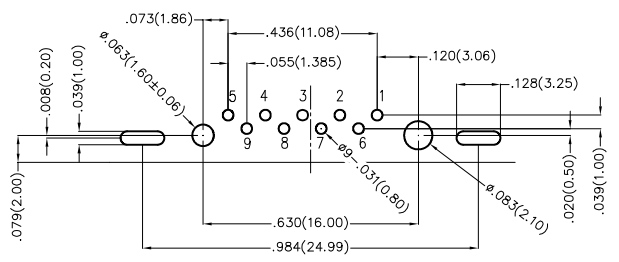 .073(1.86)
.436(11.08)
.055(1.385)
.120(3.06)
.128(3.25)
ø.063(1.60±0.06)
.008(0.20)
.039(1.00)
5 4 3 2 1
9 8 7 6
ø9-.031(0.80)
ø.083(2.10)
.020(0.50)
.039(1.00)
.079(2.00)
.630(16.00)
.984(24.99)